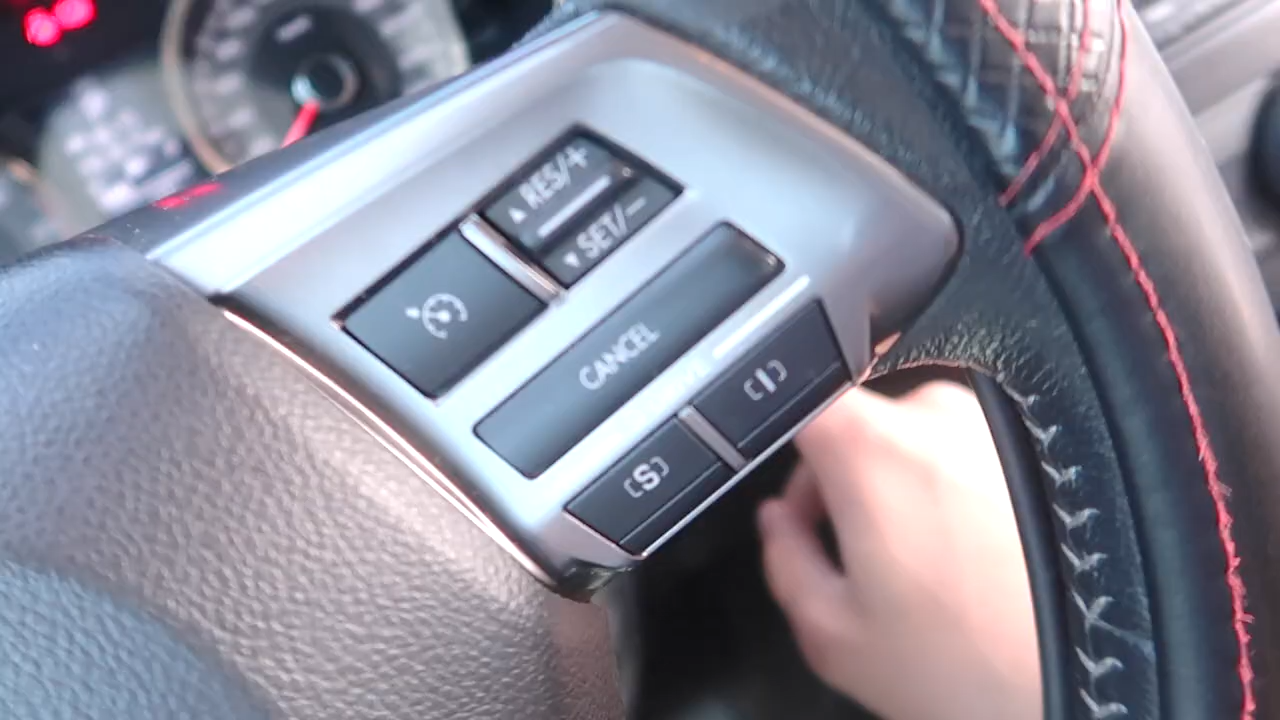 RES/+
SET/−
CANCEL
[S]
[I]